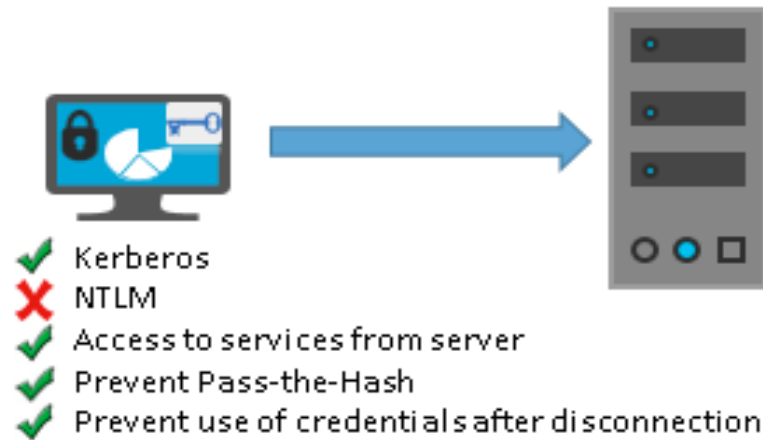 Kerberos
NTLM
Access to services from server
Prevent Pass-the-Hash
Prevent use of credentials after disconnection